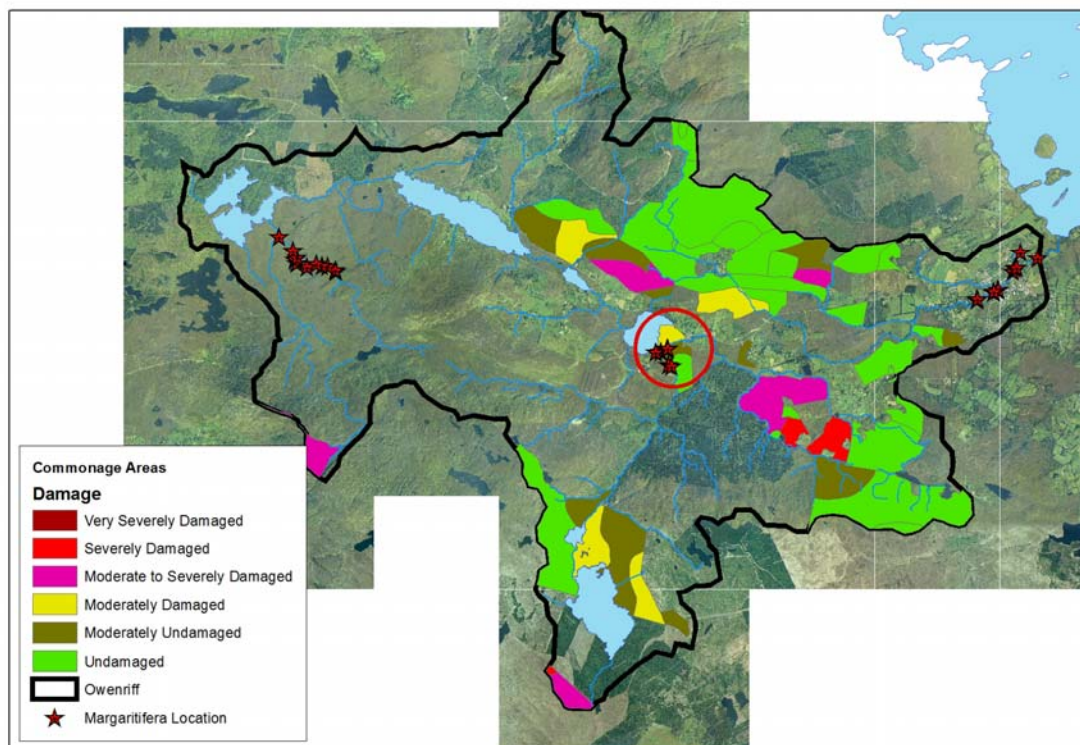 Commonage Areas
Damage
Very Severely Damaged
Severely Damaged
Moderate to Severely Damaged
Moderately Damaged
Moderately Undamaged
Undamaged
Owenriff
Margaritifera Location